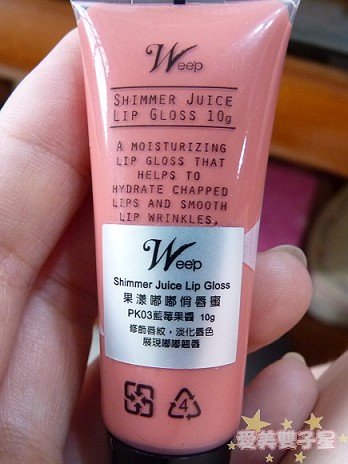 Weep
SHIMMER JUICE
LIP GLOSS 10g
A MOISTURIZING
LIP GLOSS THAT
HELPS TO
HYDRATE CHAPPED
LIPS AND SMOOTH
LIP WRINKLES,
Weep
Shimmer Juice Lip Gloss
果漾嘟嘟俏唇蜜
PK03藍莓果醬 10g
修飾唇紋，淡化唇色
展現嘟嘟翹唇
4
愛美雙子星